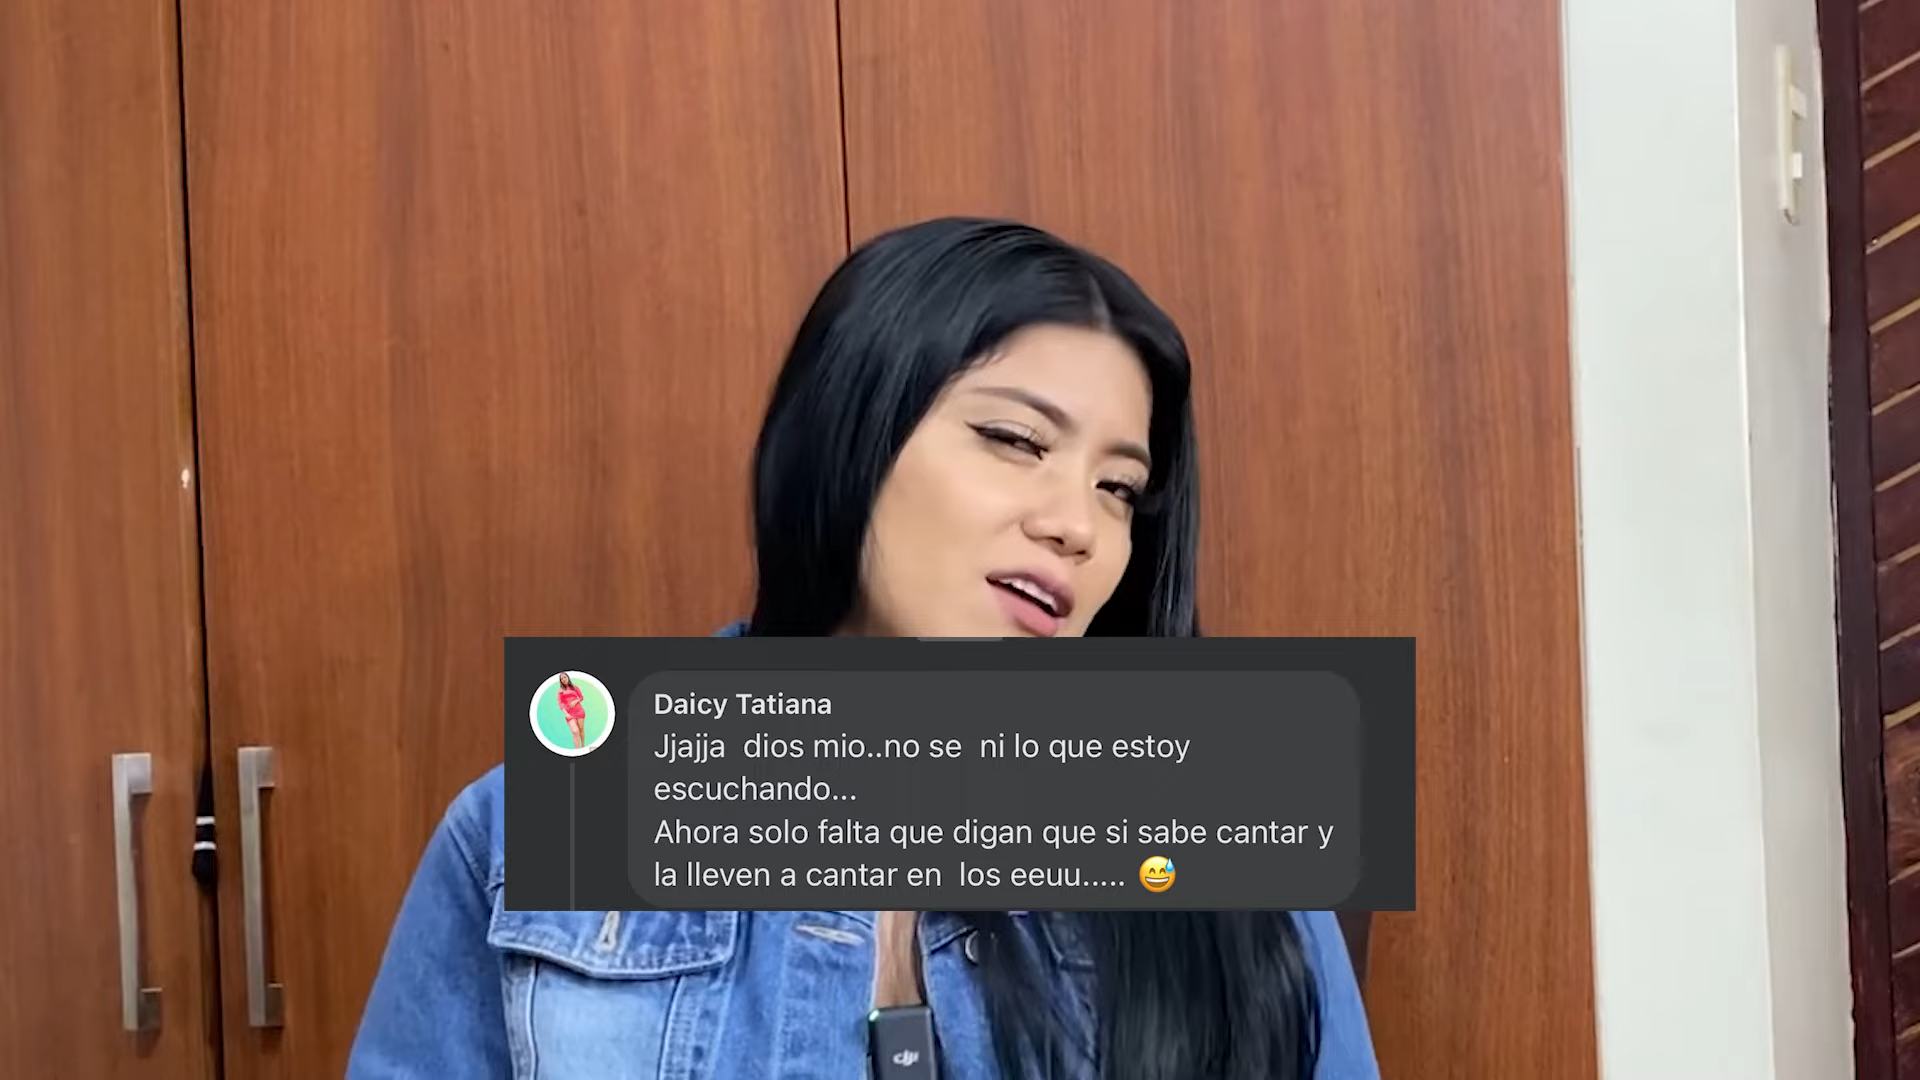 Daicy Tatiana
Jjajja  dios mio..no se  ni lo que estoy
escuchando...
Ahora solo falta que digan que si sabe cantar y
la lleven a cantar en  los eeuu..... 😅
dji